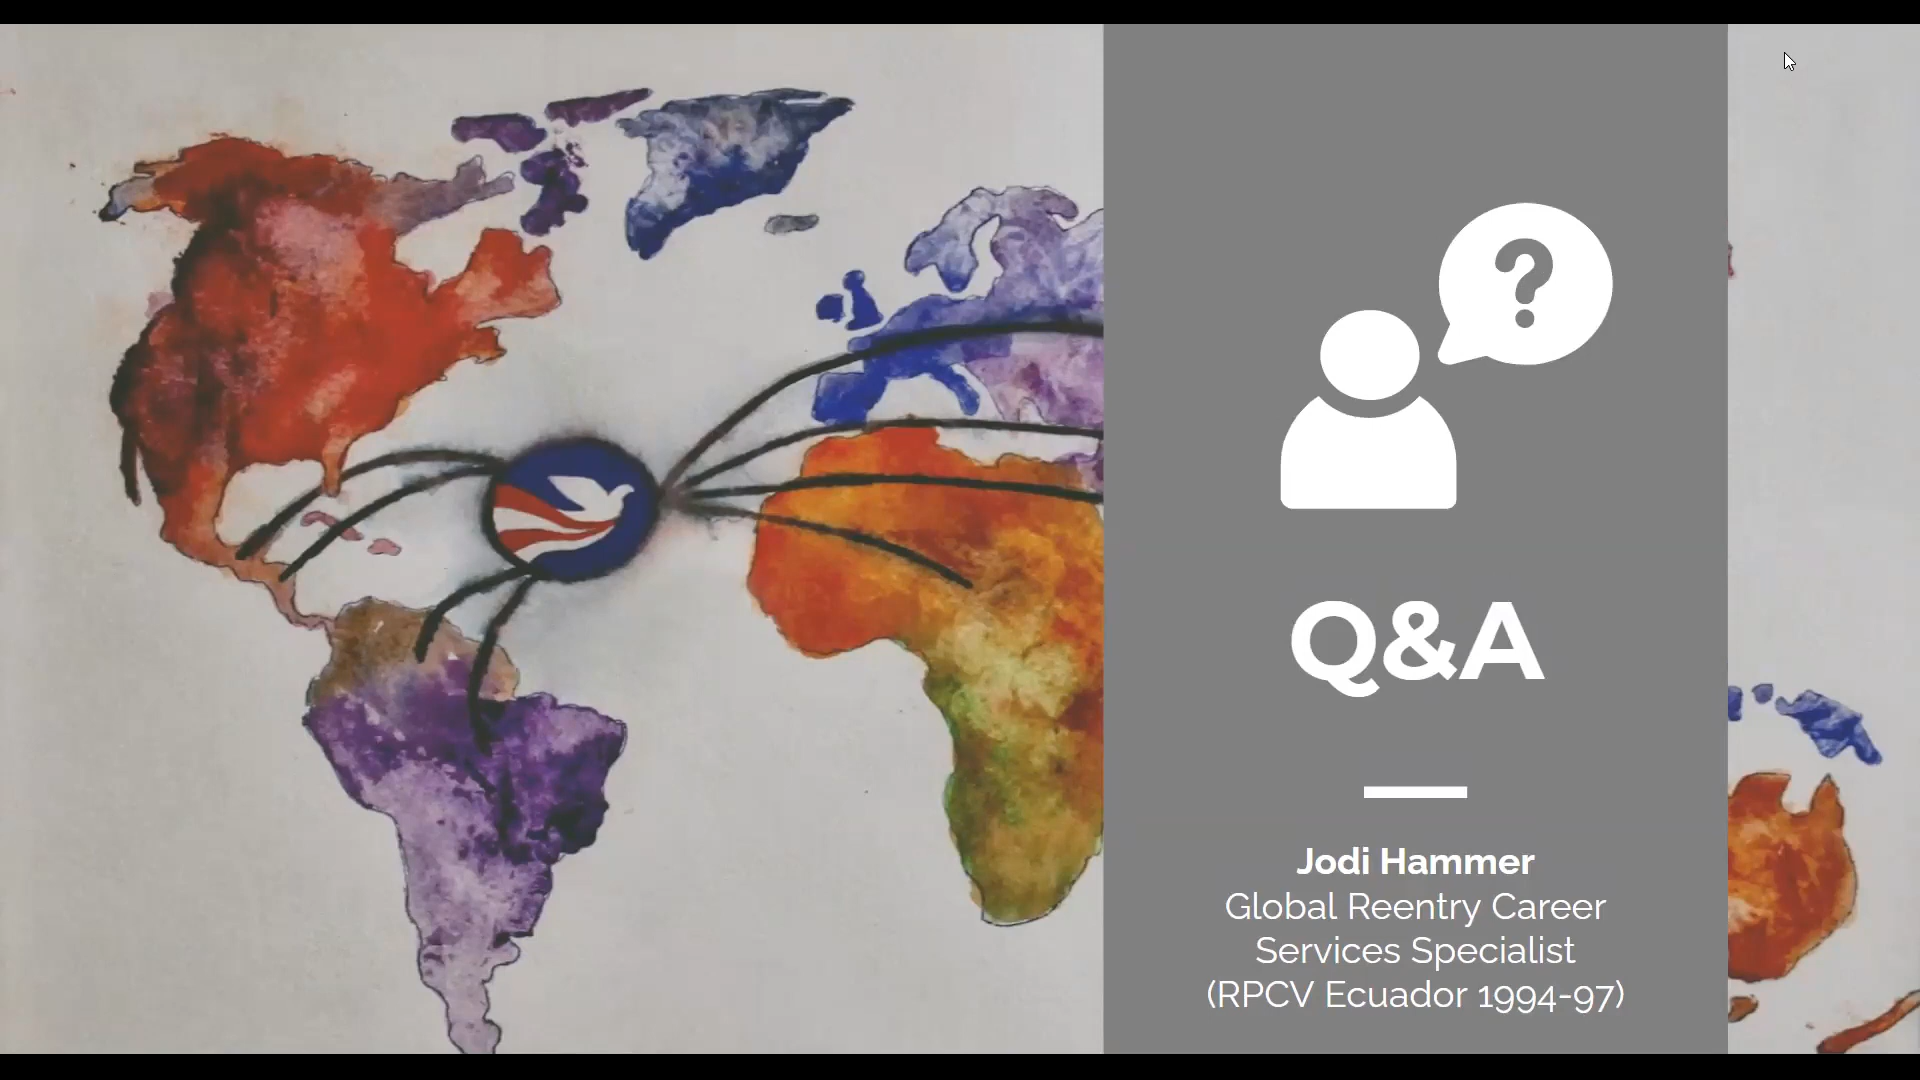 ?
Q&A
Jodi Hammer
Global Reentry Career
Services Specialist
(RPCV Ecuador 1994-97)